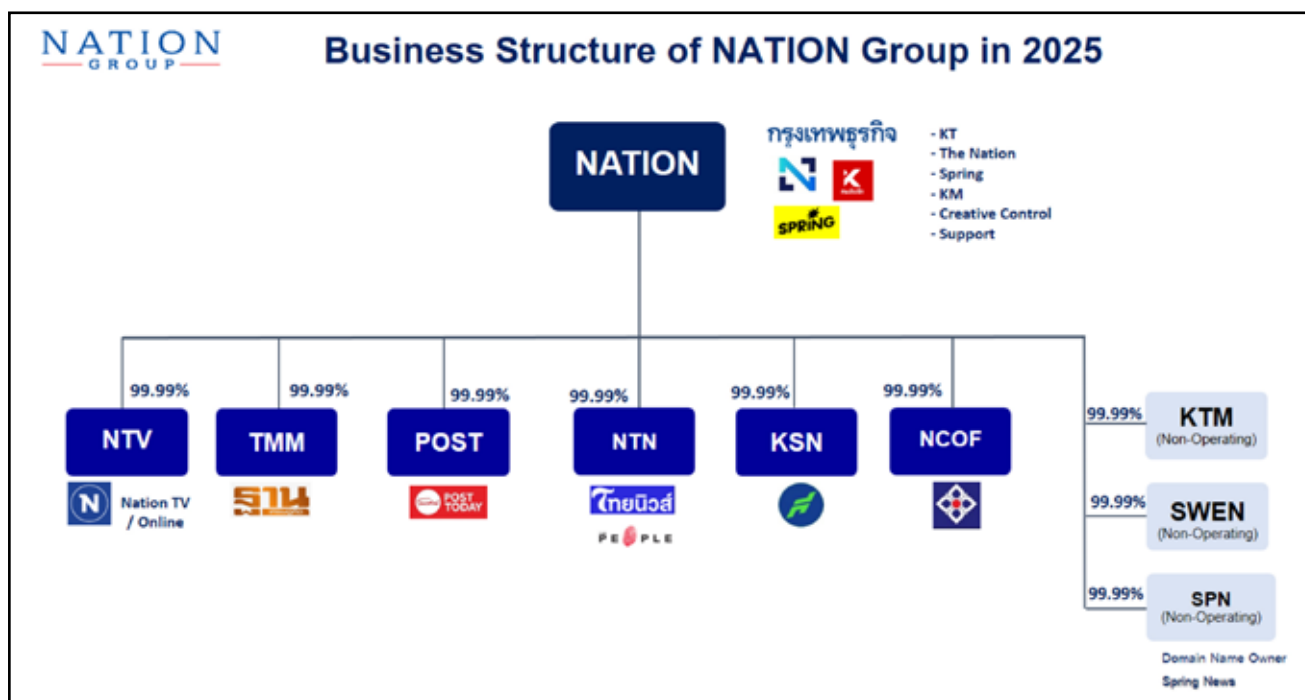 NATION
GROUP
Business Structure of NATION Group in 2025
NATION
กรุงเทพธุรกิจ
SPRING
- KT
- The Nation
- Spring
- KM
- Creative Control
- Support
99.99%
99.99%
99.99%
99.99%
99.99%
99.99%
NTV
TMM
POST
NTN
KSN
NCOF
N
Nation TV
/ Online
ฐาน
POST
TODAY
ไทยนิวส์
THE
PEOPLE
99.99%
KTM
(Non-Operating)
99.99%
SWEN
(Non-Operating)
99.99%
SPN
(Non-Operating)
Domain Name Owner
Spring News